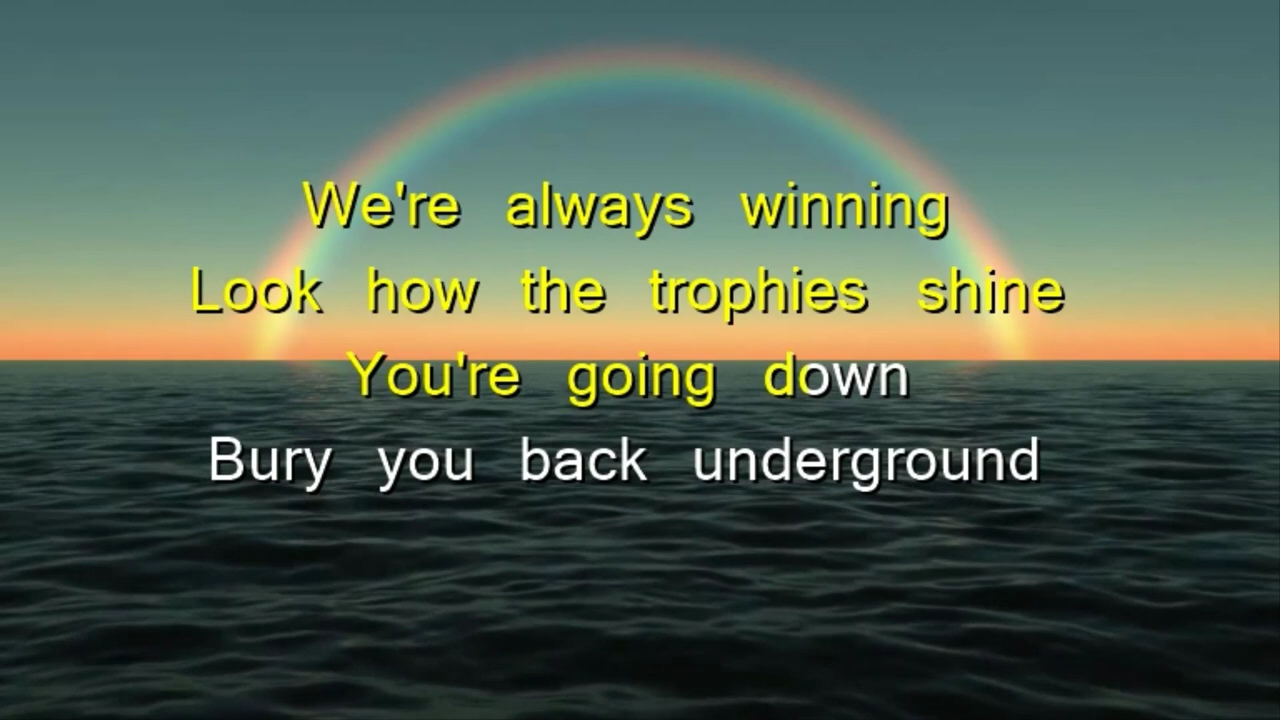 We're always winning
Look how the trophies shine
You're going down
Bury you back underground